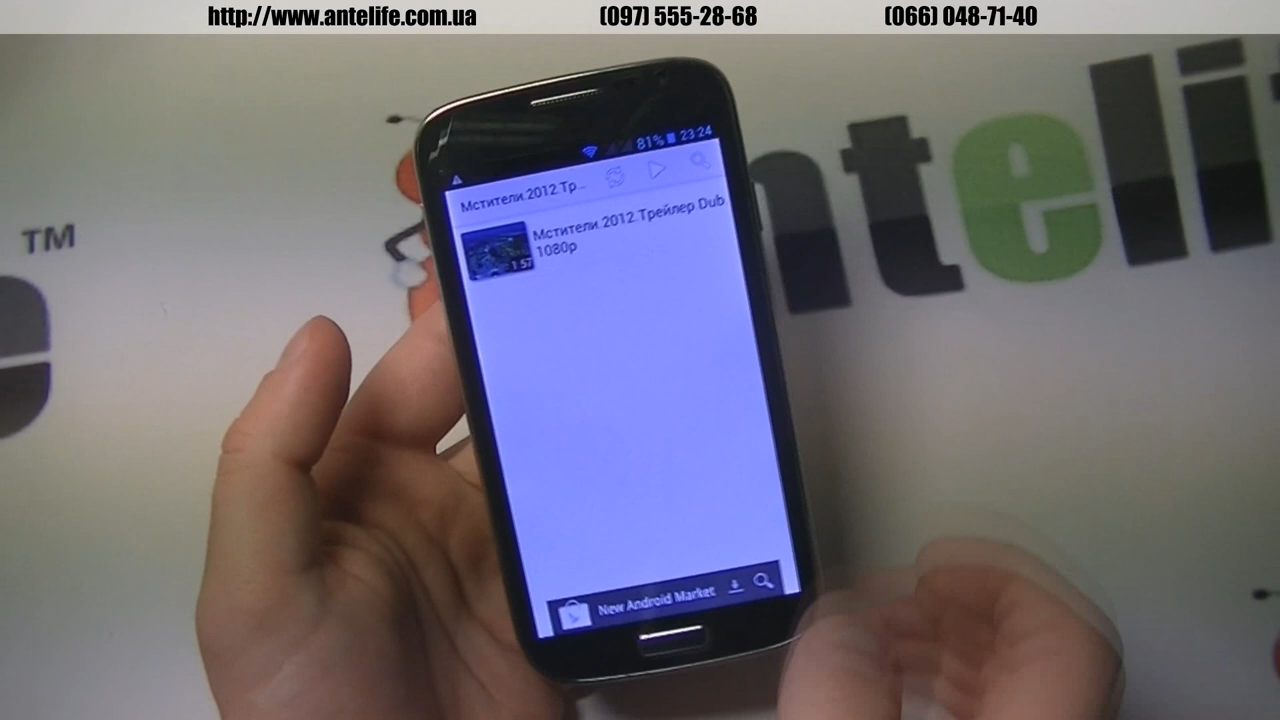 http://www.antelife.com.ua (097) 555-28-68 (066) 048-71-40
TM
81% 23:24
Мстители.2012.Тр...
Мстители.2012.Трейлер Dub
1080p
1:57
New Android Market
nteli